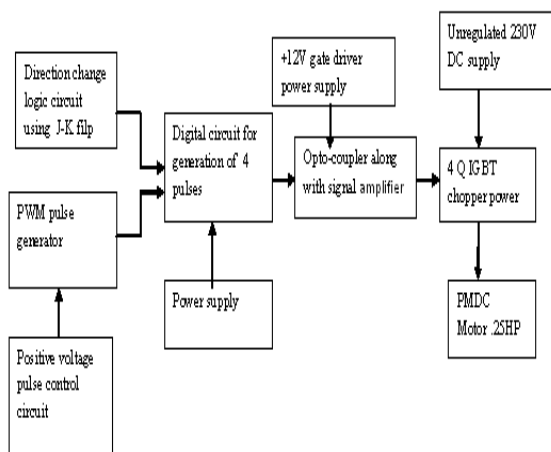 Direction change
logic circuit
using J-K filp
PWM pulse
generator
Positive voltage
pulse control
circuit
Digital circuit for
generation of 4
pulses
Power supply
+12V gate driver
power supply
Opto-coupler along
with signal amplifier
Unregulated 230V
DC supply
4 Q IGBT
chopper power
PMDC
Motor .25HP